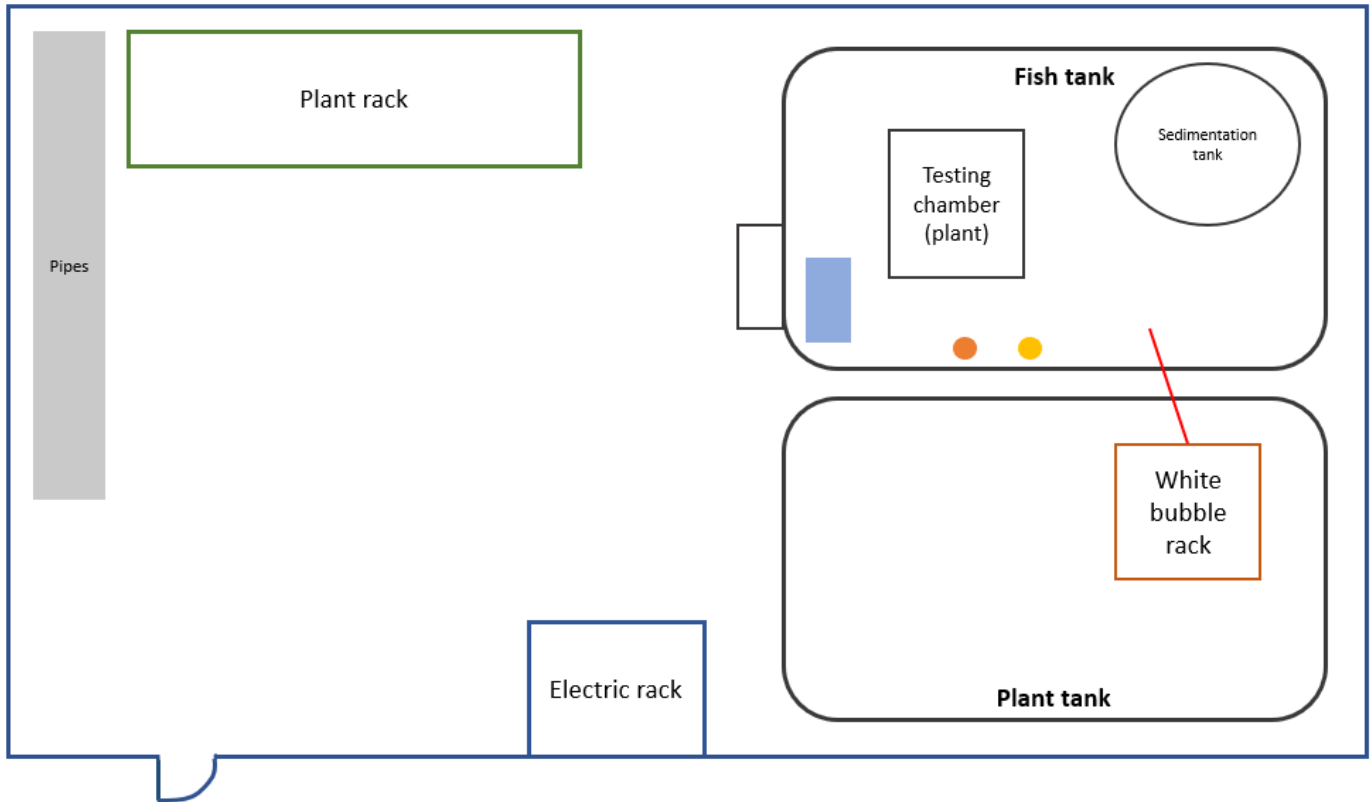 Fish tank
Plant rack
Sedimentation
tank
Testing
chamber
(plant)
Pipes
White
bubble
rack
Electric rack
Plant tank